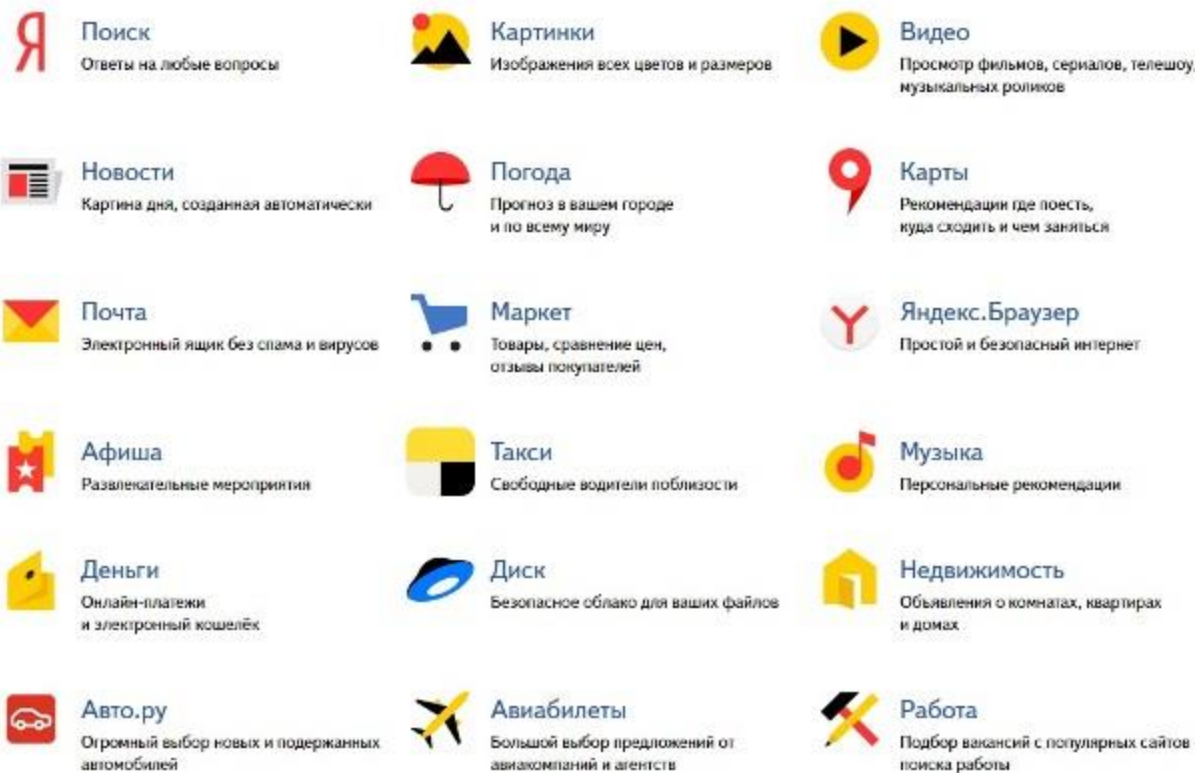 Я
Поиск
Ответы на любые вопросы
Картинки
Изображения всех цветов и размеров
Видео
Просмотр фильмов, сериалов, телешоу,
музыкальных роликов
Новости
Картина дня, созданная автоматически
Погода
Прогноз в вашем городе
и по всему миру
Карты
Рекомендации где поесть,
куда сходить и чем заняться
Почта
Электронный ящик без спама и вирусов
Маркет
Товары, сравнение цен,
отзывы покупателей
Y
Яндекс.Браузер
Простой и безопасный интернет
Афиша
Развлекательные мероприятия
Такси
Свободные водители поблизости
Музыка
Персональные рекомендации
Деньги
Онлайн-платежи
и электронный кошелёк
Диск
Безопасное облако для ваших файлов
Недвижимость
Объявления о комнатах, квартирах
и домах
Авто.ру
Огромный выбор новых и подержанных
автомобилей
Авиабилеты
Большой выбор предложений от
авиакомпаний и агентств
Работа
Подбор вакансий с популярных сайтов
поиска работы